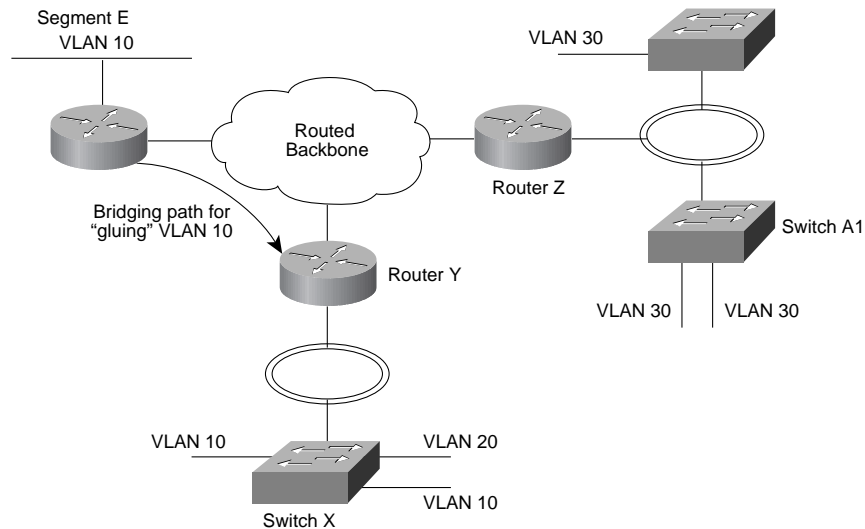 Segment E
VLAN 10
VLAN 30
Routed
Backbone
Router Z
Bridging path for
“gluing” VLAN 10
Switch A1
Router Y
VLAN 30
VLAN 30
VLAN 10
VLAN 20
VLAN 10
Switch X